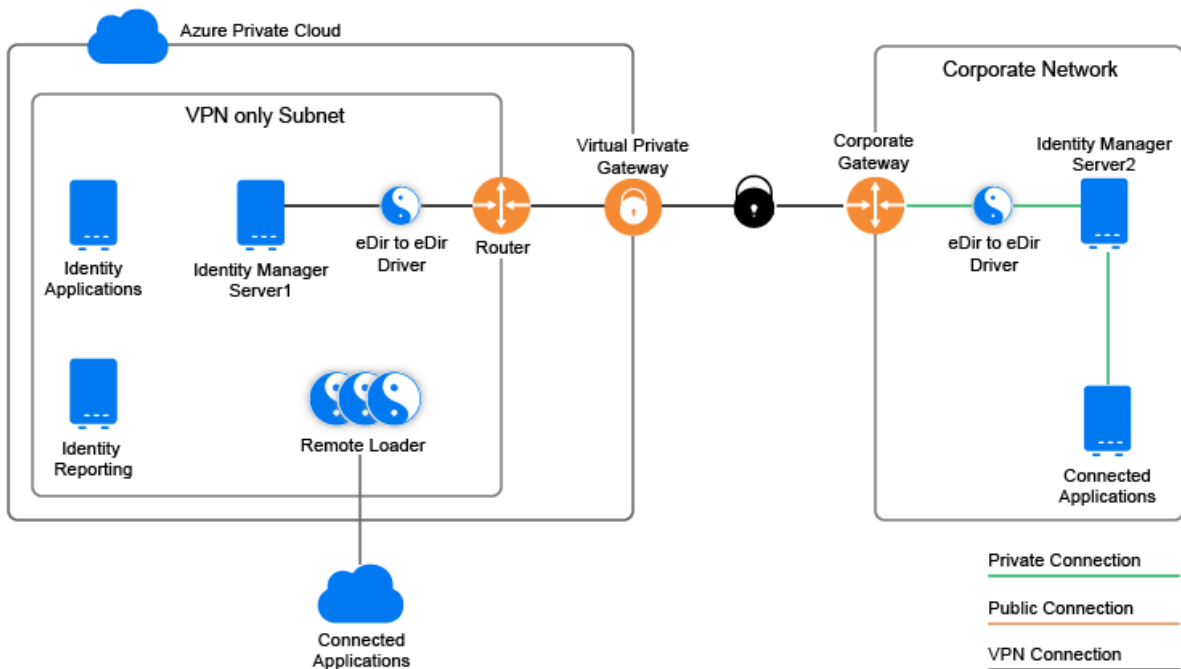 Azure Private Cloud
VPN only Subnet
Identity
Applications
Identity Manager
Server1
eDir to eDir
Driver
Router
Virtual Private
Gateway
Identity
Reporting
Remote Loader
Connected
Applications
Corporate Network
Corporate
Gateway
eDir to eDir
Driver
Identity Manager
Server2
Connected
Applications
Private Connection
Public Connection
VPN Connection